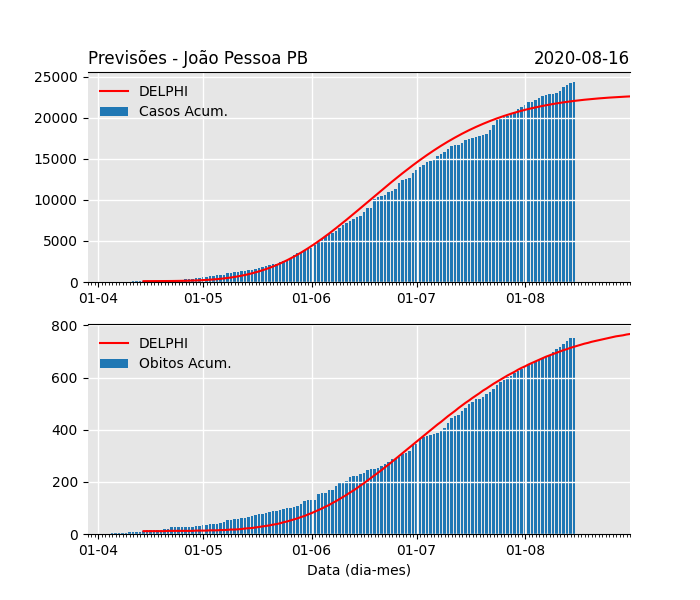 Previsões - João Pessoa PB 2020-08-16
25000
20000
15000
10000
5000
0
DELPHI
Casos Acum.
01-04 01-05 01-06 01-07 01-08
800
600
400
200
0
DELPHI
Obitos Acum.
01-04 01-05 01-06 01-07 01-08
Data (dia-mes)